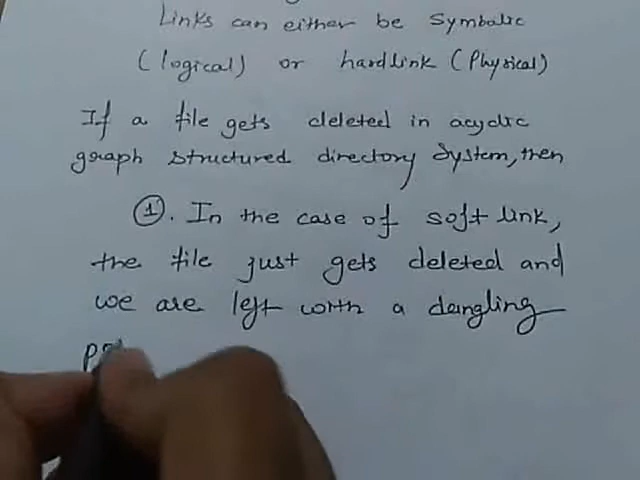 Links can either be Symbolic
(logical) or hardlink (Physical)
If a file gets deleted in acyclic
graph structured directory System, then
①. In the case of soft link,
the file just gets deleted and
we are left with a dangling